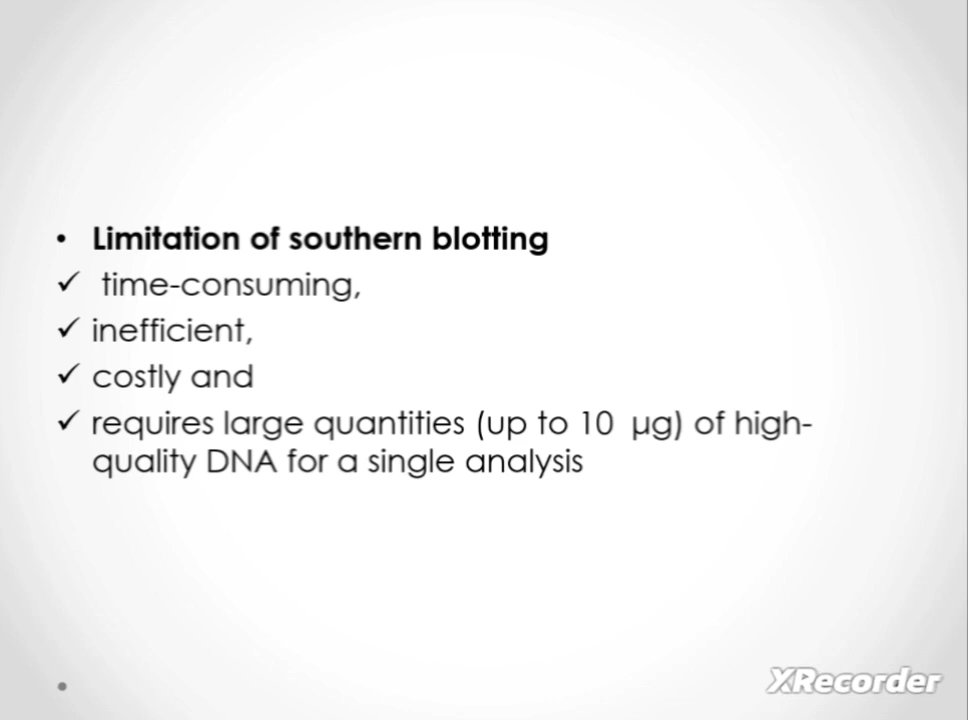 • Limitation of southern blotting
✓ time-consuming,
✓ inefficient,
✓ costly and
✓ requires large quantities (up to 10 µg) of high-
quality DNA for a single analysis
•
XRecorder